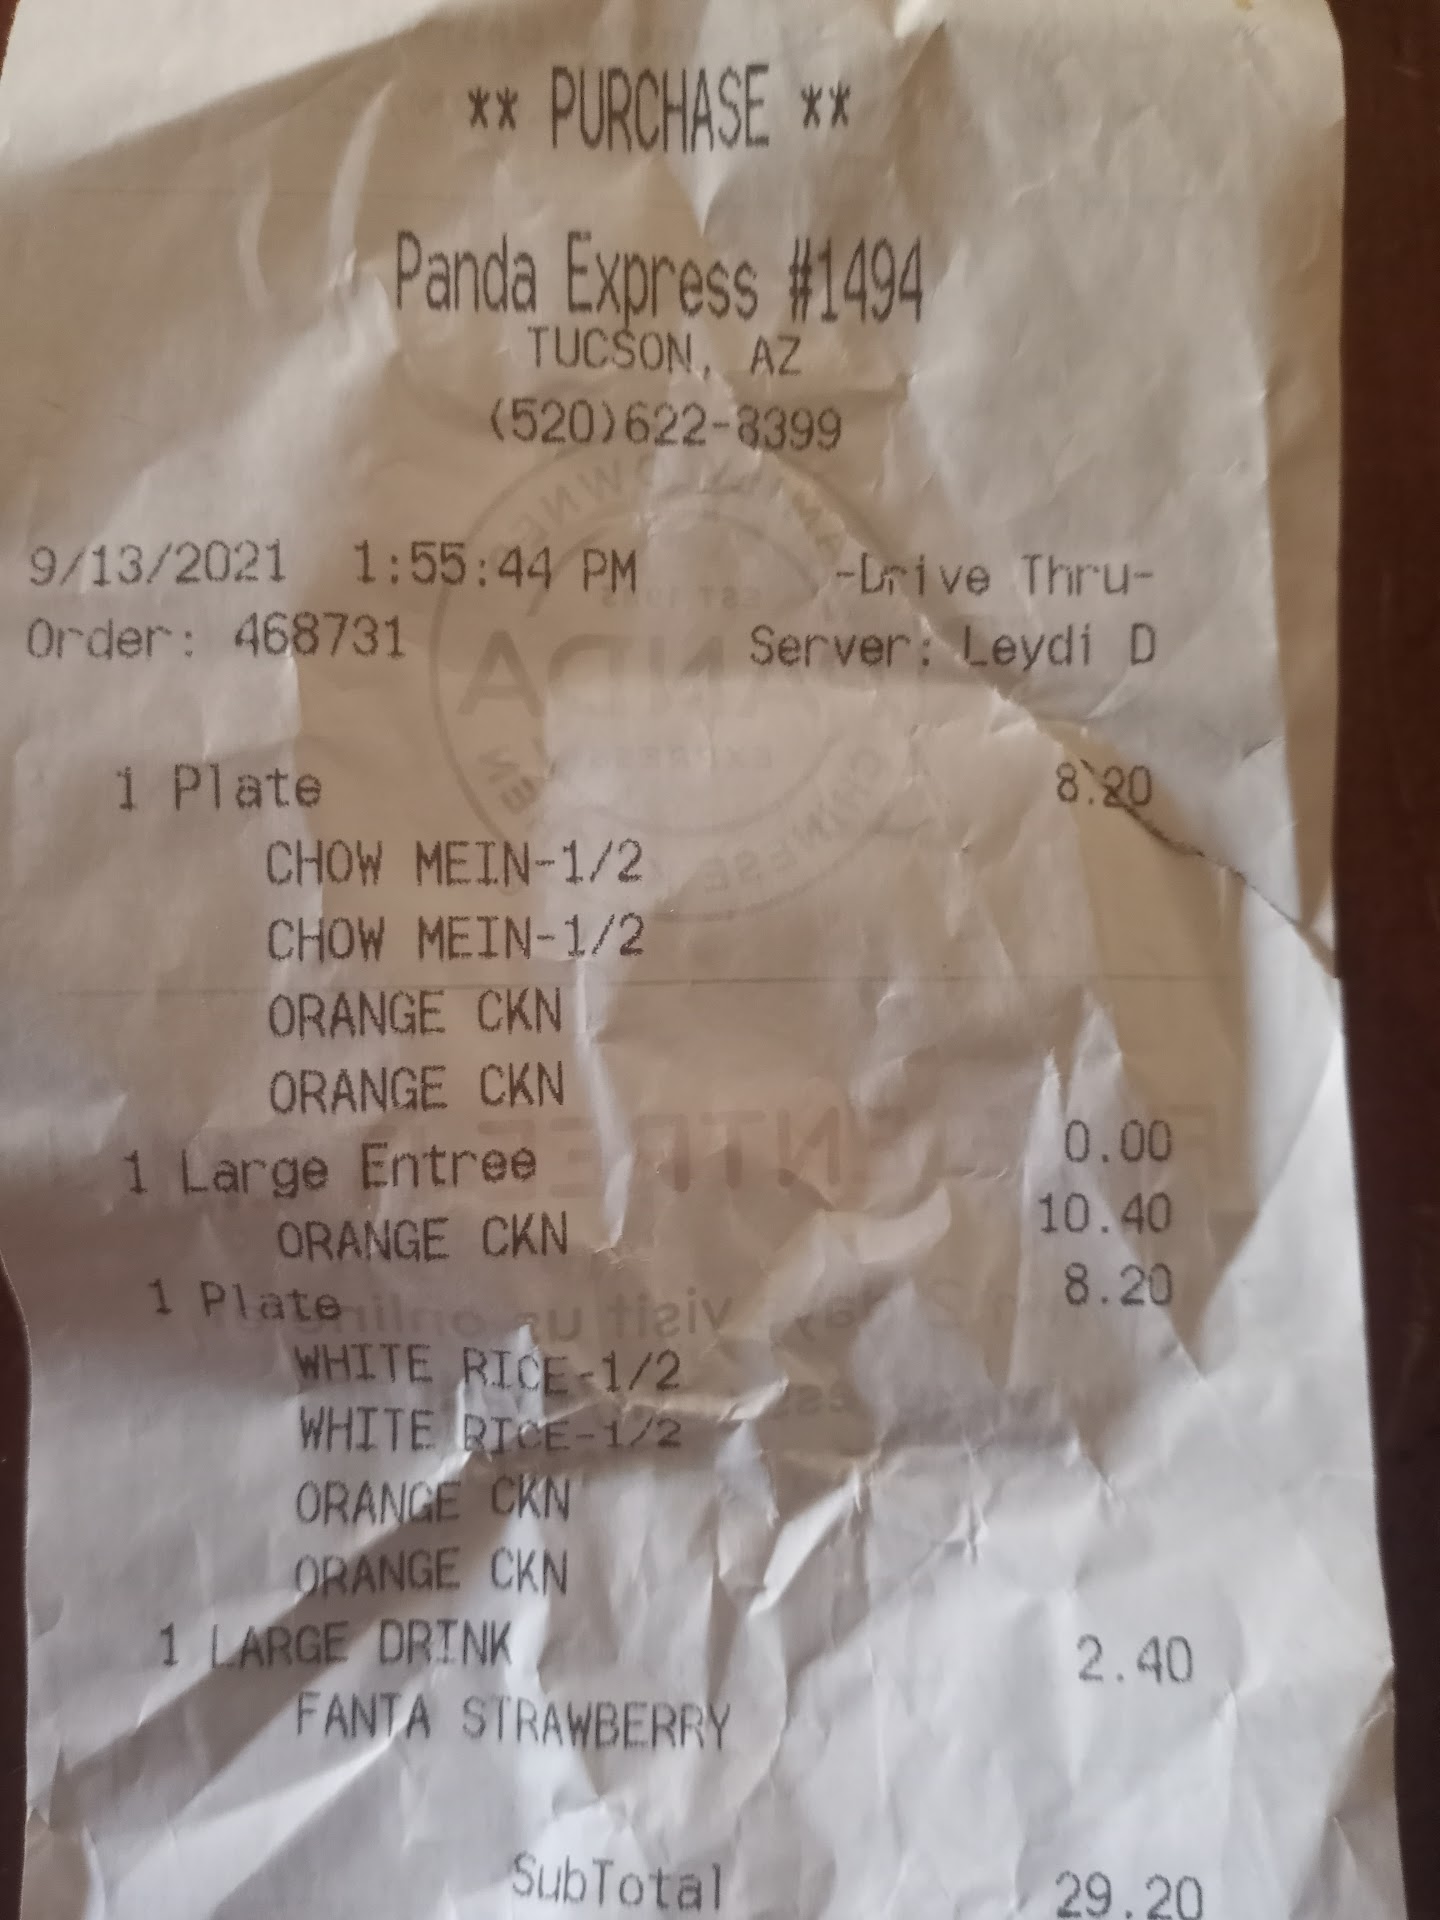 ** PURCHASE **
Panda Express #1494
TUCSON, AZ
(520)622-8399
9/13/2021 1:55:44 PM -Drive Thru-
Order: 468731 Server: Leydi D
1 Plate 8.20
CHOW MEIN-1/2
CHOW MEIN-1/2
ORANGE CKN
ORANGE CKN
1 Large Entree 0.00
ORANGE CKN 10.40
1 Plate 8.20
WHITE RICE-1/2
WHITE RICE-1/2
ORANGE CKN
ORANGE CKN
1 LARGE DRINK 2.40
FANTA STRAWBERRY
SubTotal 29.20